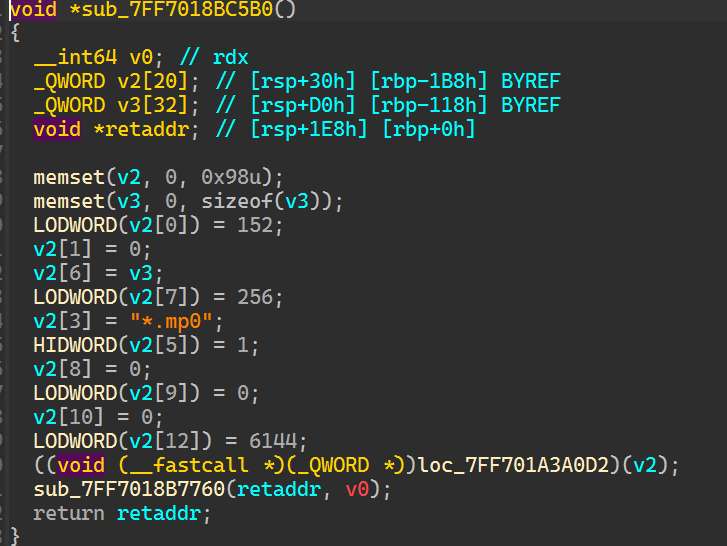 void *sub_7FF7018BC5B0()
{
  __int64 v0; // rdx
  _QWORD v2[20]; // [rsp+30h] [rbp-1B8h] BYREF
  _QWORD v3[32]; // [rsp+D0h] [rbp-118h] BYREF
  void *retaddr; // [rsp+1E8h] [rbp+0h]

  memset(v2, 0, 0x98u);
  memset(v3, 0, sizeof(v3));
  LODWORD(v2[0]) = 152;
  v2[1] = 0;
  v2[6] = v3;
  LODWORD(v2[7]) = 256;
  v2[3] = "*.mp0";
  HIDWORD(v2[5]) = 1;
  v2[8] = 0;
  LODWORD(v2[9]) = 0;
  v2[10] = 0;
  LODWORD(v2[12]) = 6144;
  ((void (__fastcall *)(_QWORD *))loc_7FF701A3A0D2)(v2);
  sub_7FF7018B7760(retaddr, v0);
  return retaddr;
}